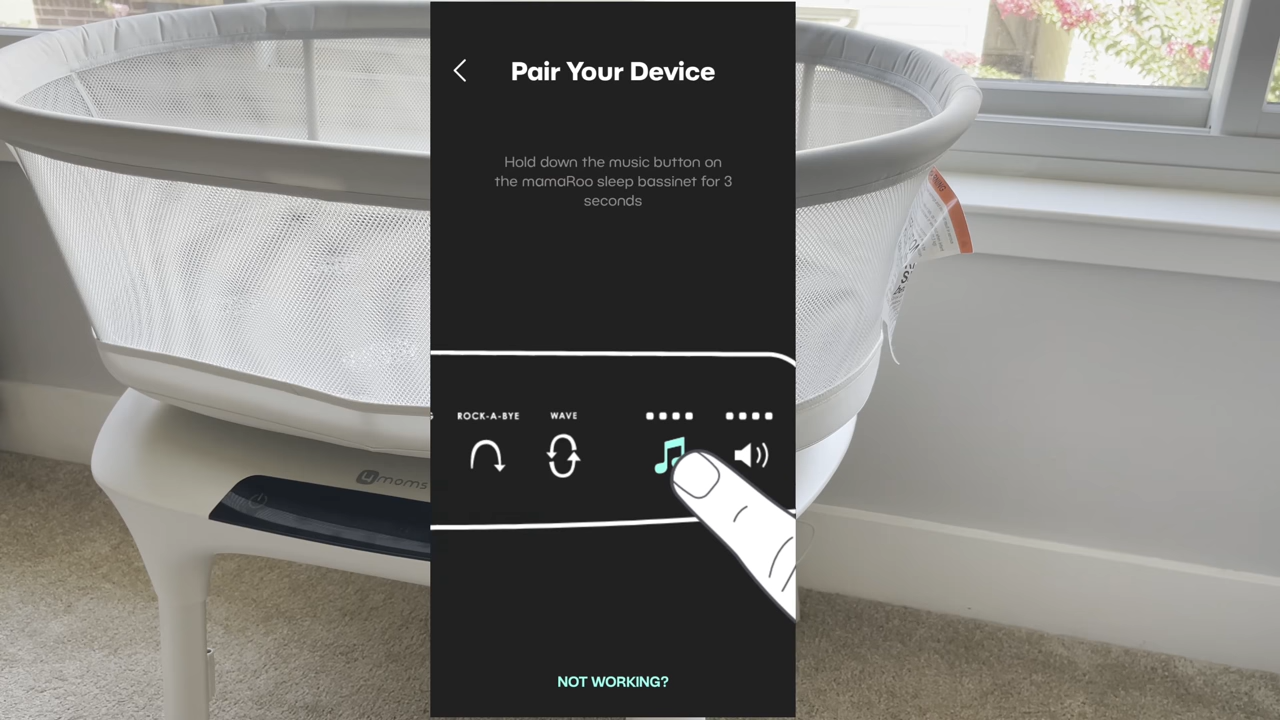 Pair Your Device
Hold down the music button on
the mamaRoo sleep bassinet for 3
seconds
ROCK-A-BYE
WAVE
4moms
NOT WORKING?